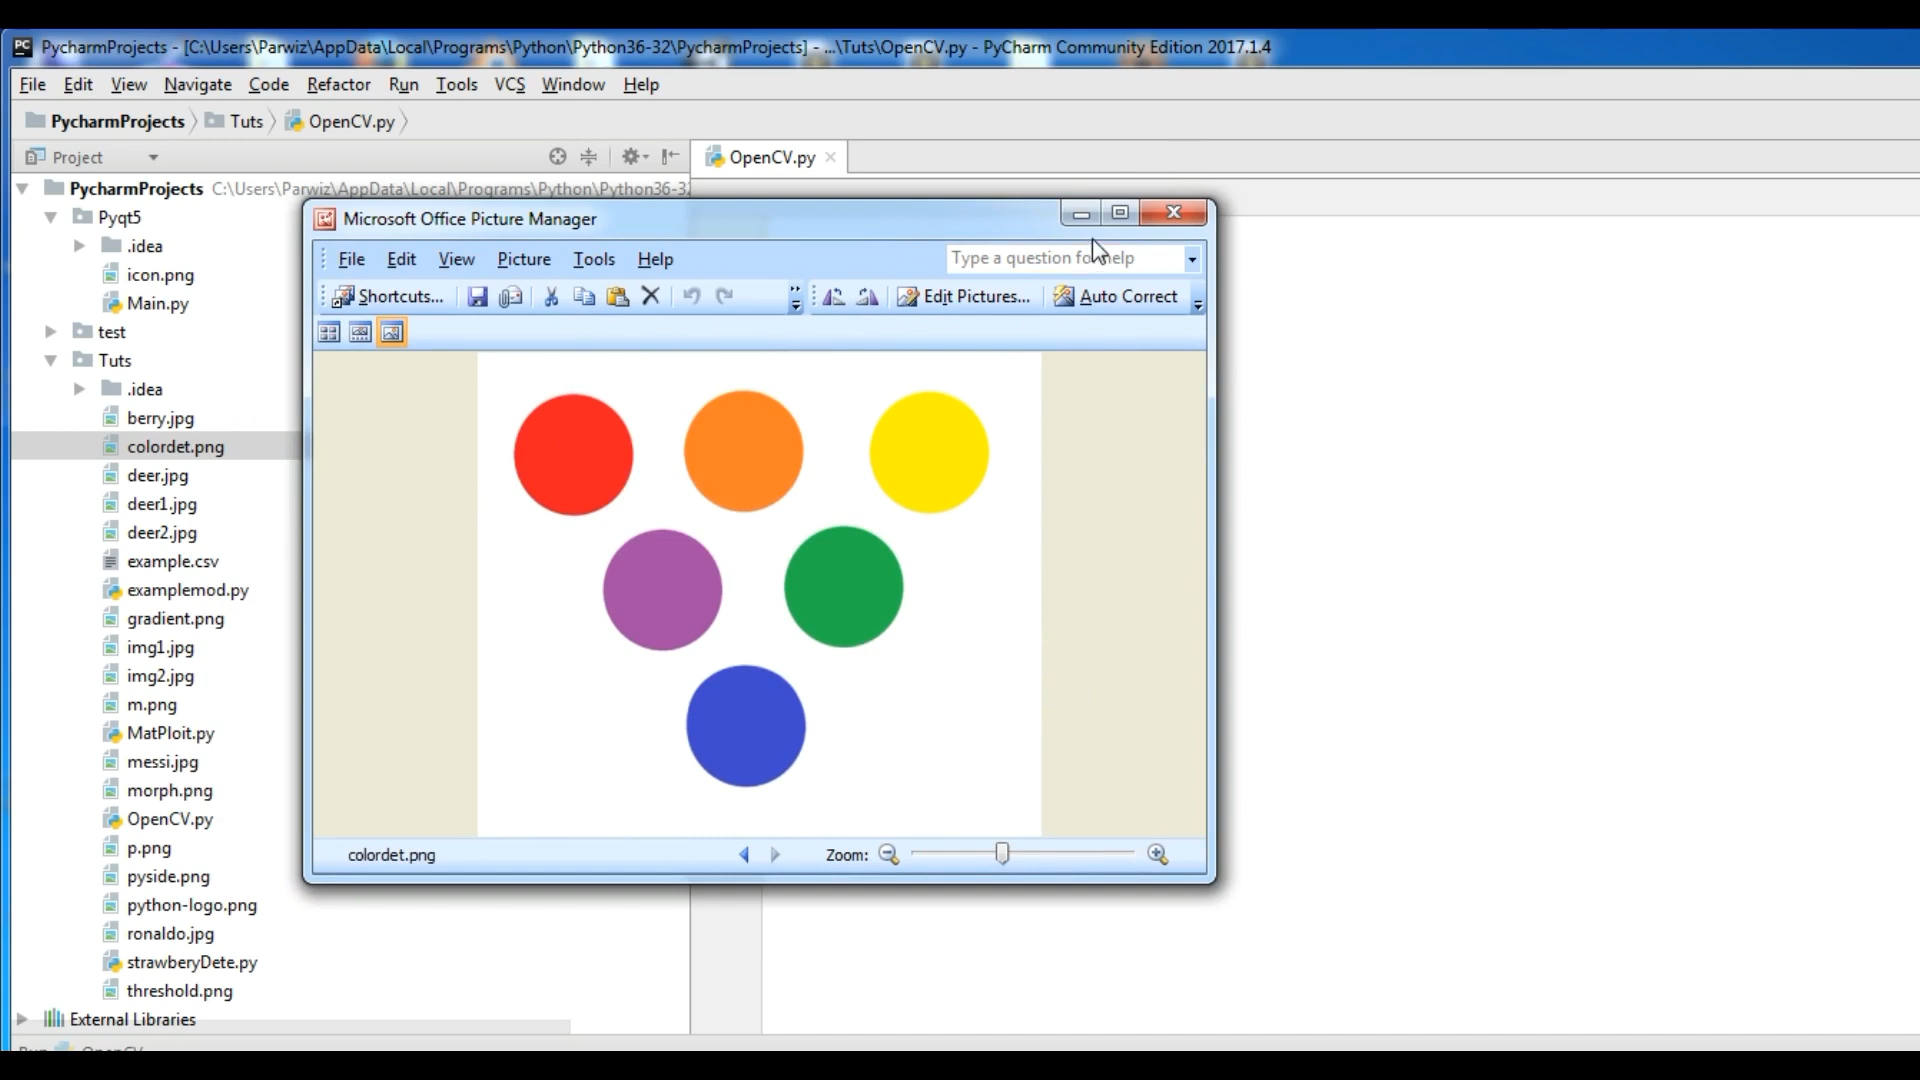 PC PycharmProjects - [C:\Users\Parwiz\AppData\Local\Programs\Python\Python36-32\PycharmProjects] - ...\Tuts\OpenCV.py - PyCharm Community Edition 2017.1.4
File Edit View Navigate Code Refactor Run Tools VCS Window Help
PycharmProjects Tuts OpenCV.py
Project
OpenCV.py
PycharmProjects C:\Users\Parwiz\AppData\Local\Programs\Python\Python36-32
Pyqt5
.idea
icon.png
Main.py
test
Tuts
.idea
berry.jpg
colordet.png
deer.jpg
deer1.jpg
deer2.jpg
example.csv
examplemod.py
gradient.png
img1.jpg
img2.jpg
m.png
MatPloit.py
messi.jpg
morph.png
OpenCV.py
p.png
pyside.png
python-logo.png
ronaldo.jpg
strawberyDete.py
threshold.png
External Libraries
Microsoft Office Picture Manager
File Edit View Picture Tools Help
Type a question for help
Shortcuts... Edit Pictures... Auto Correct
colordet.png
Zoom: